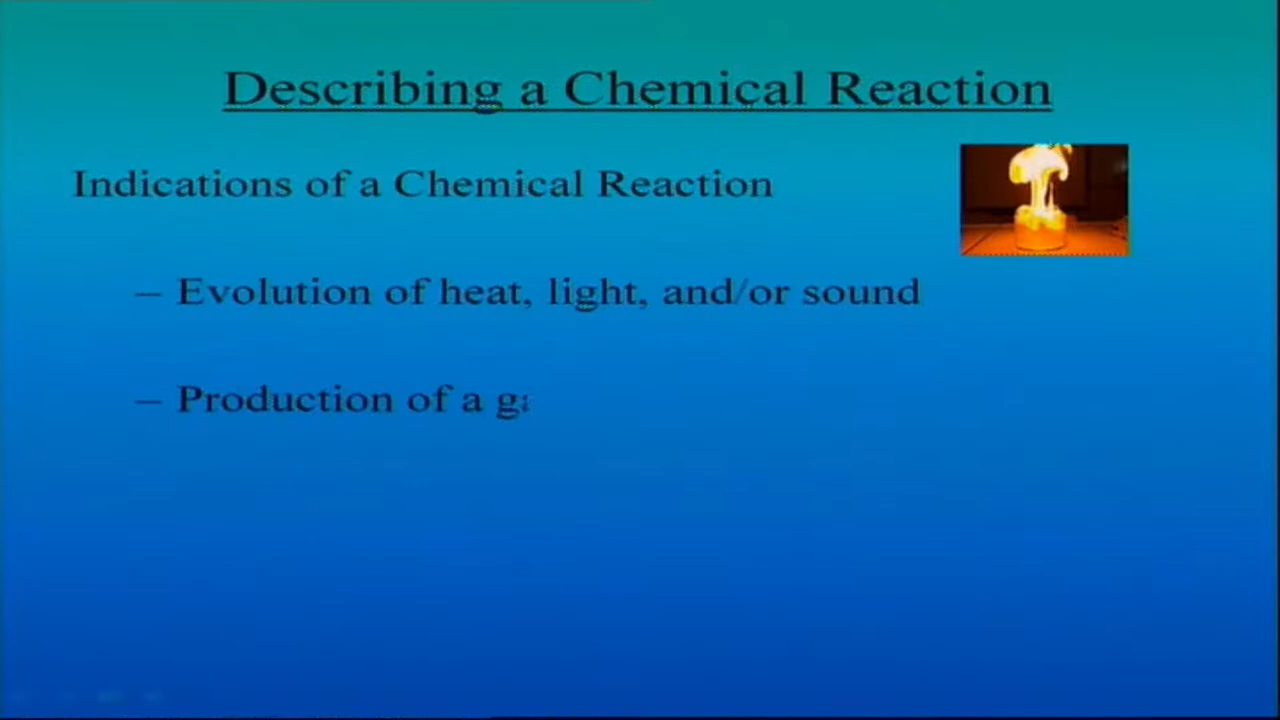 Describing a Chemical Reaction
Indications of a Chemical Reaction
– Evolution of heat, light, and/or sound
– Production of a